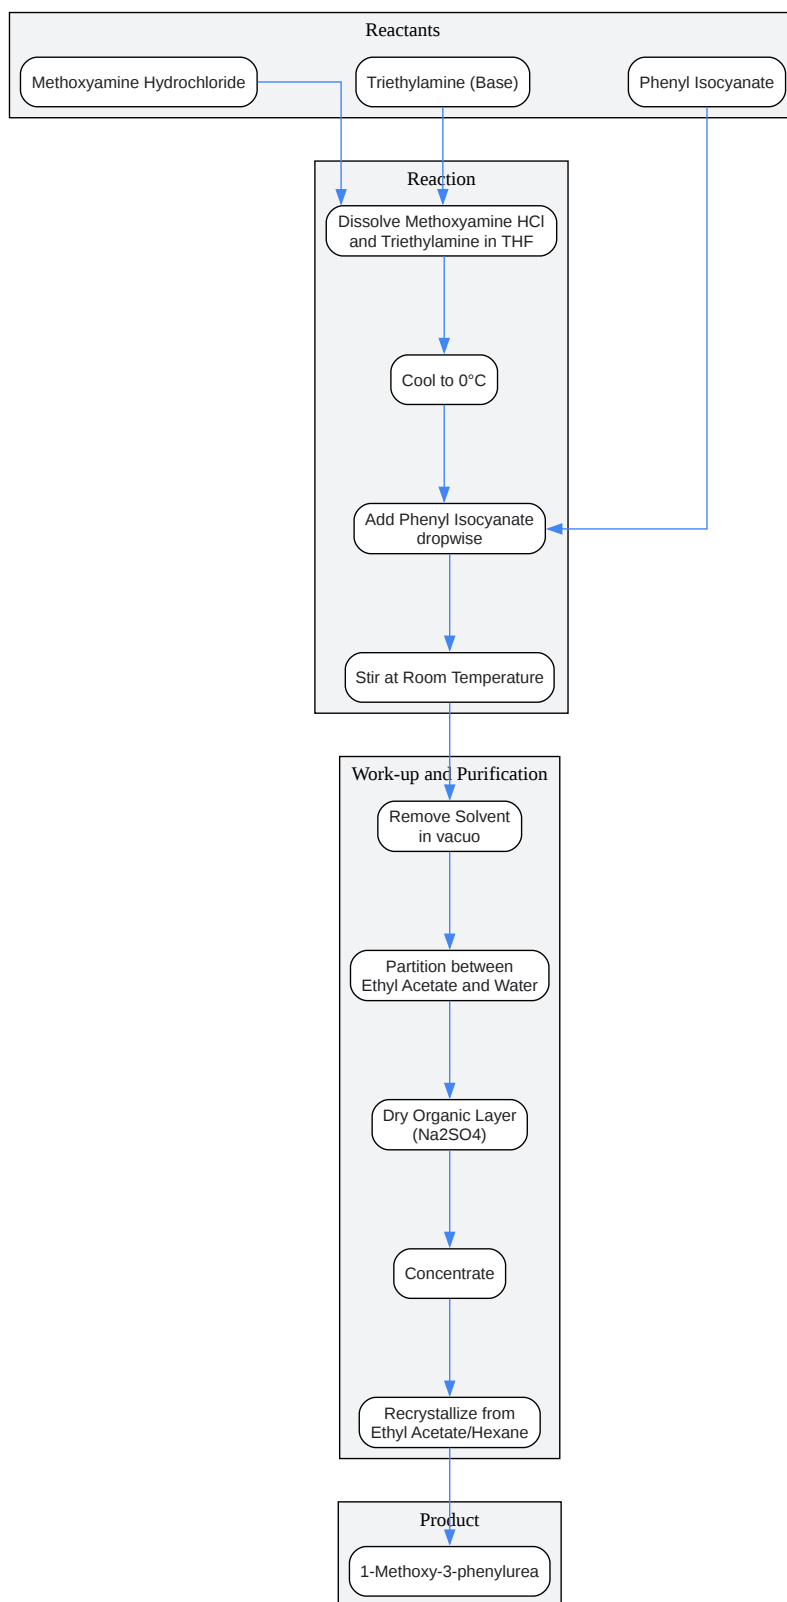 Reactants
Methoxyamine Hydrochloride
Triethylamine (Base)
Phenyl Isocyanate
Reaction
Dissolve Methoxyamine HCl
and Triethylamine in THF
Cool to 0°C
Add Phenyl Isocyanate
dropwise
Stir at Room Temperature
Work-up and Purification
Remove Solvent
in vacuo
Partition between
Ethyl Acetate and Water
Dry Organic Layer
(Na2SO4)
Concentrate
Recrystallize from
Ethyl Acetate/Hexane
Product
1-Methoxy-3-phenylurea